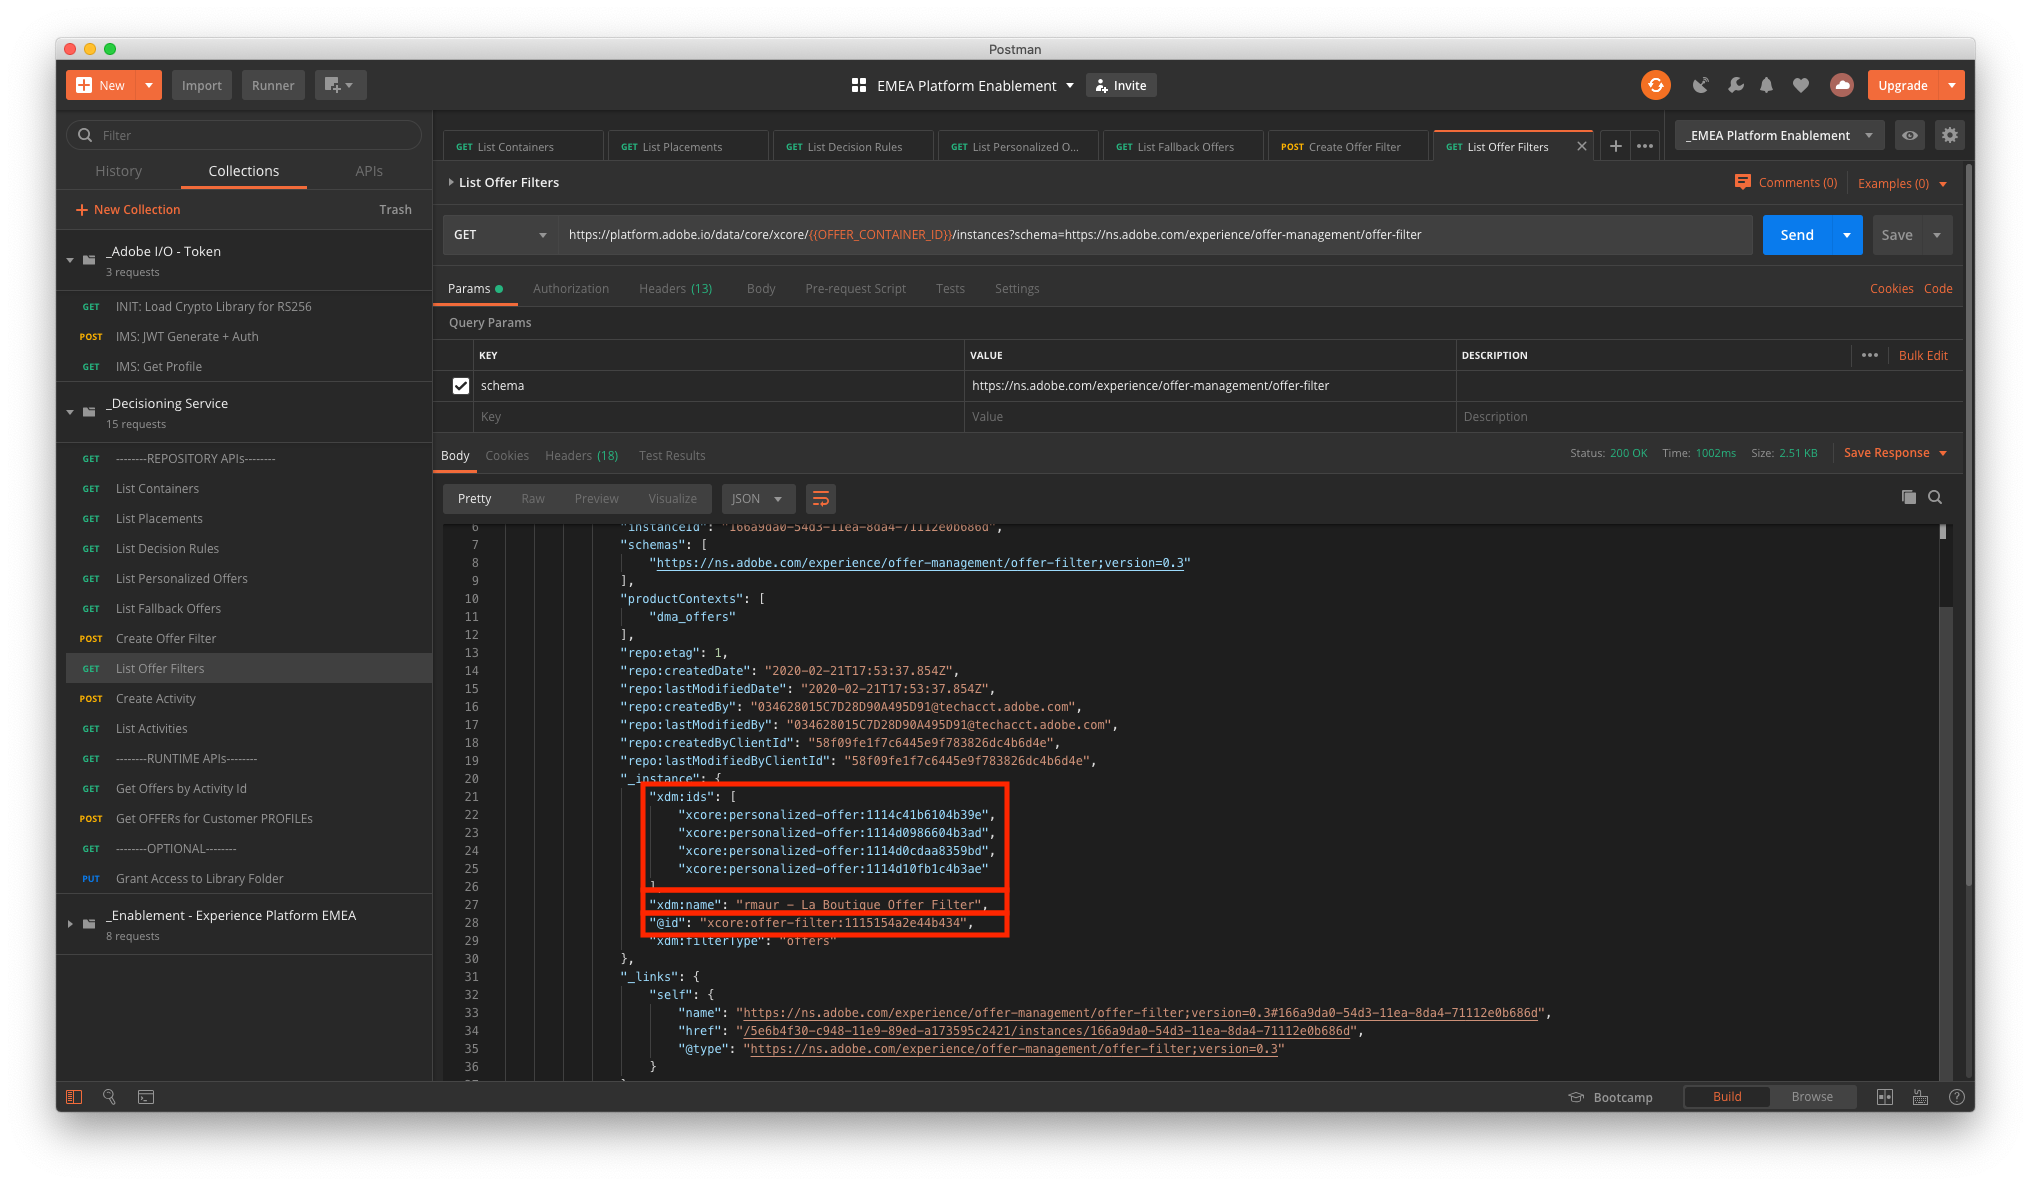 Postman
New
Import
Runner
EMEA Platform Enablement
Invite
Upgrade
Filter
History
Collections
APIs
New Collection
Trash
_Adobe I/O - Token
3 requests
GET INIT: Load Crypto Library for RS256
POST IMS: JWT Generate + Auth
GET IMS: Get Profile
_Decisioning Service
15 requests
GET --------REPOSITORY APIs--------
GET List Containers
GET List Placements
GET List Decision Rules
GET List Personalized Offers
GET List Fallback Offers
POST Create Offer Filter
GET List Offer Filters
POST Create Activity
GET List Activities
GET --------RUNTIME APIs--------
GET Get Offers by Activity Id
POST Get OFFERs for Customer PROFILEs
GET --------OPTIONAL--------
PUT Grant Access to Library Folder
_Enablement - Experience Platform EMEA
8 requests
GET List Containers
GET List Placements
GET List Decision Rules
GET List Personalized O...
GET List Fallback Offers
POST Create Offer Filter
GET List Offer Filters
_EMEA Platform Enablement
List Offer Filters
Comments (0)
Examples (0)
GET
https://platform.adobe.io/data/core/xcore/{{OFFER_CONTAINER_ID}}/instances?schema=https://ns.adobe.com/experience/offer-management/offer-filter
Send
Save
Params
Authorization
Headers (13)
Body
Pre-request Script
Tests
Settings
Cookies
Code
Query Params
KEY
VALUE
DESCRIPTION
Bulk Edit
schema
https://ns.adobe.com/experience/offer-management/offer-filter
Key
Value
Description
Body
Cookies
Headers (18)
Test Results
Status: 200 OK
Time: 1002ms
Size: 2.51 KB
Save Response
Pretty
Raw
Preview
Visualize
JSON
6 "instanceId": "166a9da0-54d3-11ea-8da4-71112e0b686d",
7 "schemas": [
8 "https://ns.adobe.com/experience/offer-management/offer-filter;version=0.3"
9 ],
10 "productContexts": [
11 "dma_offers"
12 ],
13 "repo:etag": 1,
14 "repo:createdDate": "2020-02-21T17:53:37.854Z",
15 "repo:lastModifiedDate": "2020-02-21T17:53:37.854Z",
16 "repo:createdBy": "034628015C7D28D90A495D91@techacct.adobe.com",
17 "repo:lastModifiedBy": "034628015C7D28D90A495D91@techacct.adobe.com",
18 "repo:createdByClientId": "58f09fe1f7c6445e9f783826dc4b6d4e",
19 "repo:lastModifiedByClientId": "58f09fe1f7c6445e9f783826dc4b6d4e",
20 "_instance": {
21 "xdm:ids": [
22 "xcore:personalized-offer:1114c41b6104b39e",
23 "xcore:personalized-offer:1114d0986604b3ad",
24 "xcore:personalized-offer:1114d0cdaa8359bd",
25 "xcore:personalized-offer:1114d10fb1c4b3ae"
26 ]
27 "xdm:name": "rmaur - La Boutique Offer Filter",
28 "@id": "xcore:offer-filter:1115154a2e44b434",
29 "xdm:filterType": "offers"
30 },
31 "_links": {
32 "self": {
33 "name": "https://ns.adobe.com/experience/offer-management/offer-filter;version=0.3#166a9da0-54d3-11ea-8da4-71112e0b686d",
34 "href": "/5e6b4f30-c948-11e9-89ed-a173595c2421/instances/166a9da0-54d3-11ea-8da4-71112e0b686d",
35 "@type": "https://ns.adobe.com/experience/offer-management/offer-filter;version=0.3"
36 }
Bootcamp
Build
Browse